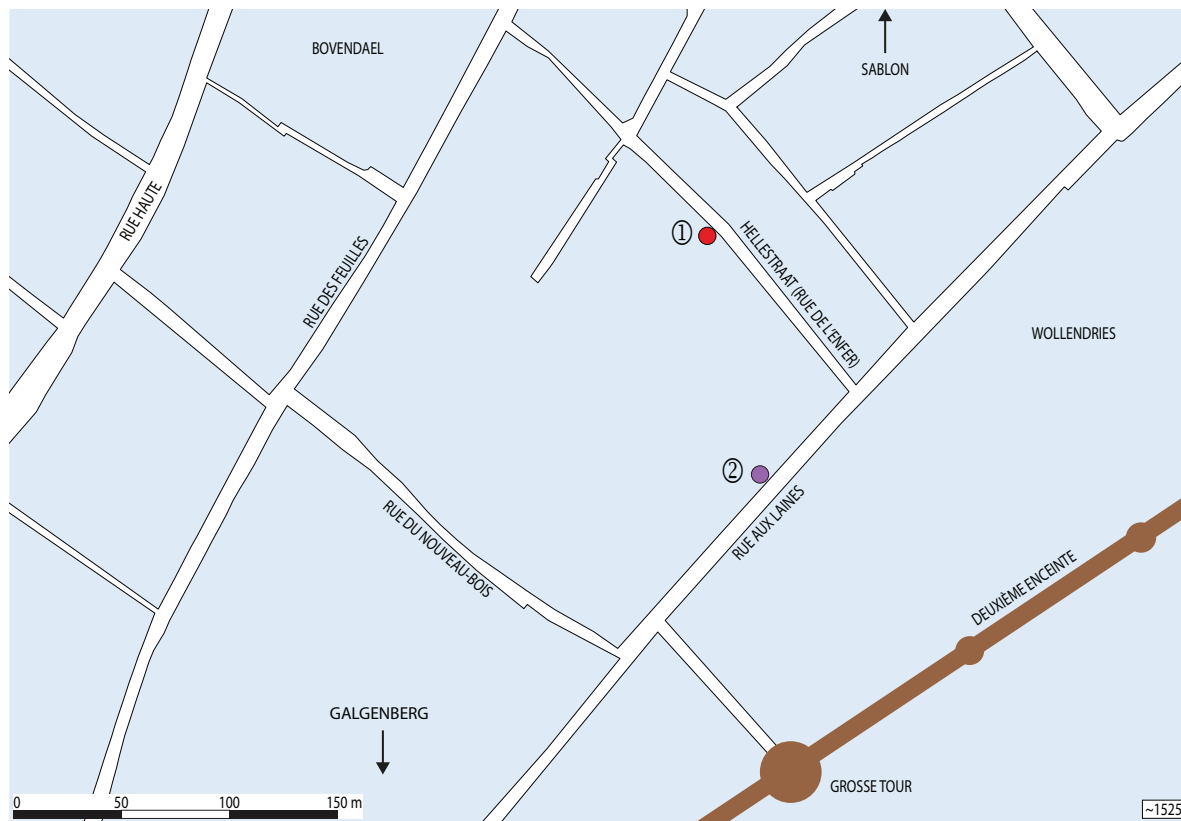 BOVENDAEL
SABLON
RUE HAUTE
RUE DES FEUILLES
①
HELLESTRAAT (RUE DE L'ENFER)
WOLLENDRIES
②
RUE AUX LAINES
RUE DU NOUVEAU-BOIS
DEUXIÈME ENCEINTE
GALGENBERG
GROSSE TOUR
0 50 100 150 m
~1525